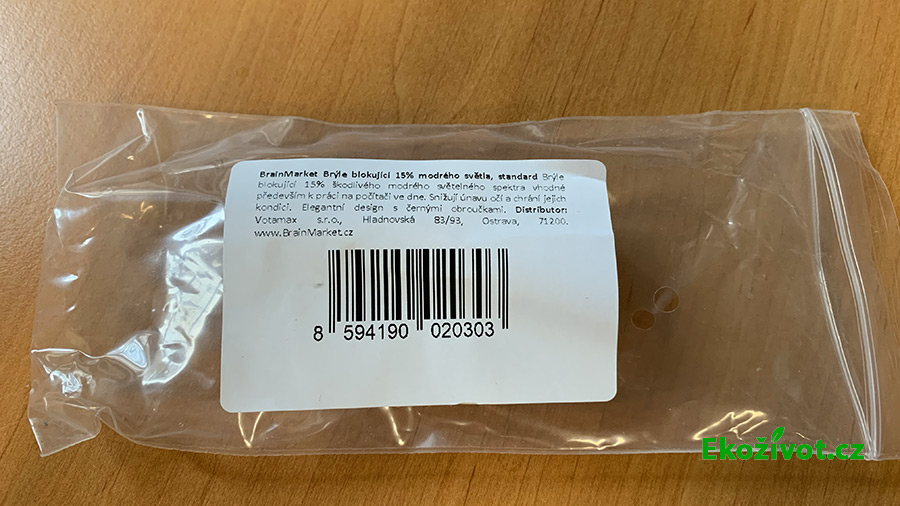 BrainMarket Brýle blokující 15% modrého světla, standard Brýle
blokující 15% škodlivého modrého světelného spektra vhodné
především k práci na počítači ve dne. Snižují únavu očí a chrání jejich
kondici. Elegantní design s černými obroučkami. Distributor:
Votamax s.r.o., Hladnovská 83/93, Ostrava, 71200.
www.BrainMarket.cz
8 594190 020303
Ekoživot.cz